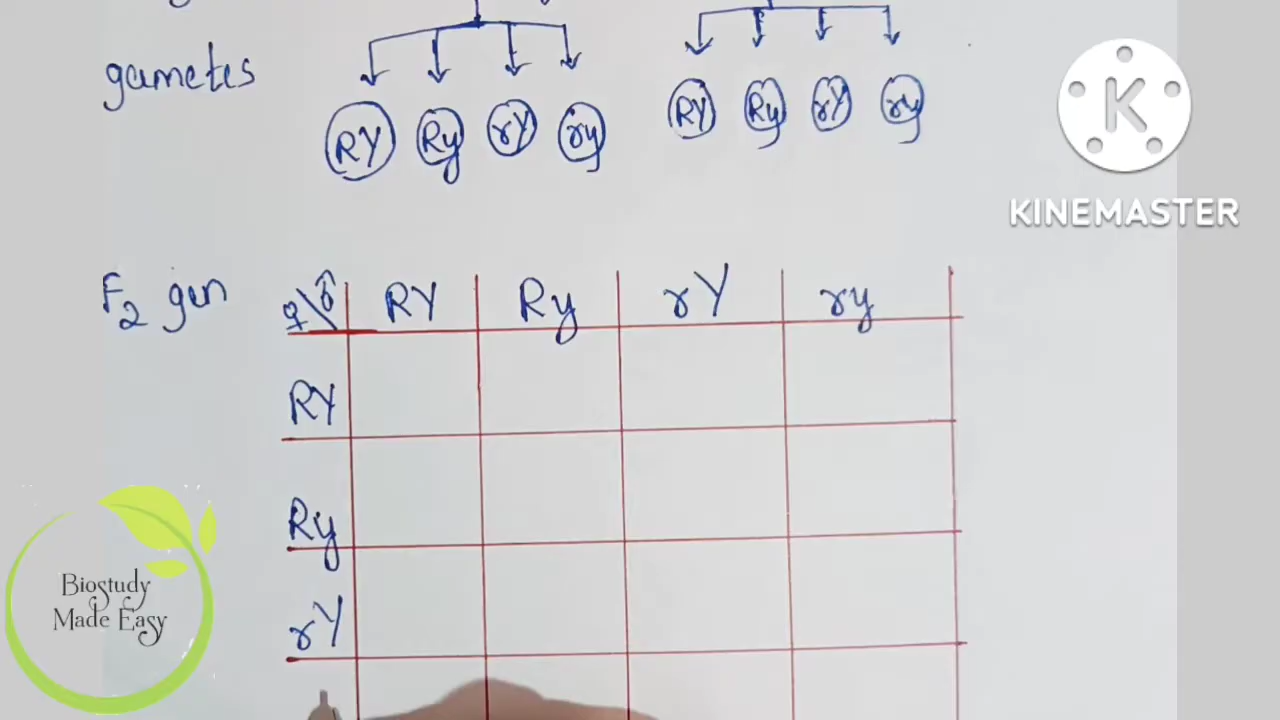 gametes
RY Ry rY ry RY Ry rY ry
K
KINEMASTER
F2 gen
♀\♂ RY Ry rY ry
RY
Ry
rY
Biostudy
Made Easy